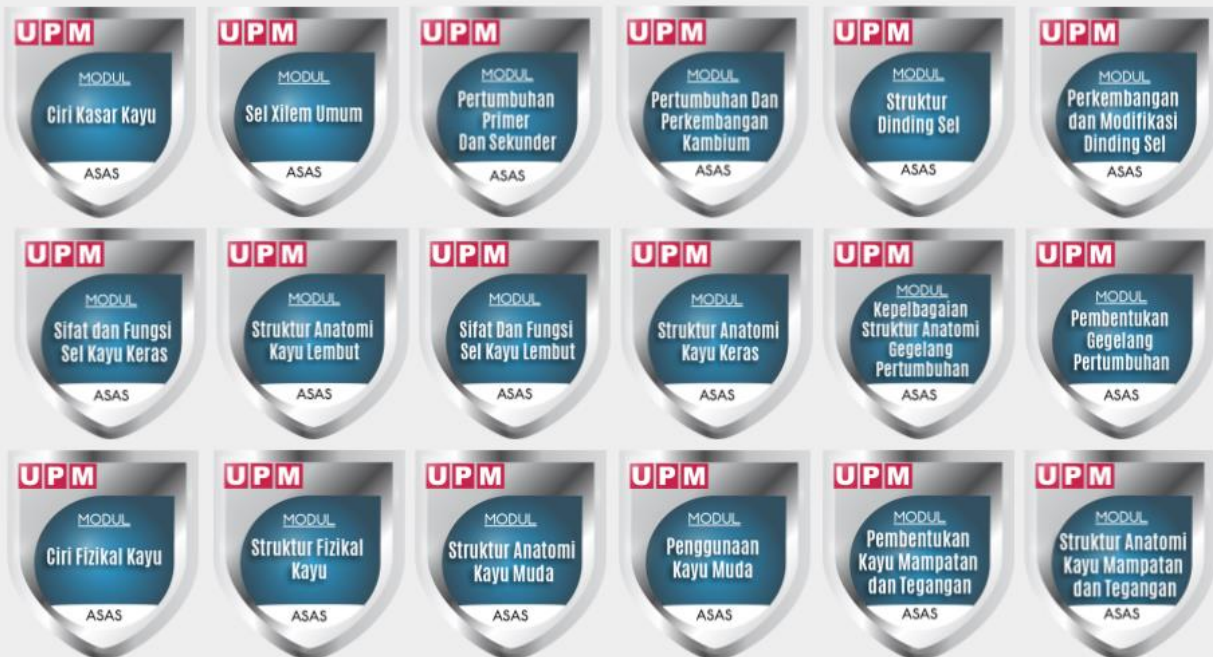 UPM
MODUL
Ciri Kasar Kayu
ASAS
UPM
MODUL
Sel Xilem Umum
ASAS
UPM
MODUL
Pertumbuhan
Primer
Dan Sekunder
ASAS
UPM
MODUL
Pertumbuhan Dan
Perkembangan
Kambium
ASAS
UPM
MODUL
Struktur
Dinding Sel
ASAS
UPM
MODUL
Perkembangan
dan Modifikasi
Dinding Sel
ASAS
UPM
MODUL
Sifat dan Fungsi
Sel Kayu Keras
ASAS
UPM
MODUL
Struktur Anatomi
Kayu Lembut
ASAS
UPM
MODUL
Sifat Dan Fungsi
Sel Kayu Lembut
ASAS
UPM
MODUL
Struktur Anatomi
Kayu Keras
ASAS
UPM
MODUL
Kepelbagaian
Struktur Anatomi
Gegelang
Pertumbuhan
ASAS
UPM
MODUL
Pembentukan
Gegelang
Pertumbuhan
ASAS
UPM
MODUL
Ciri Fizikal Kayu
ASAS
UPM
MODUL
Struktur Fizikal
Kayu
ASAS
UPM
MODUL
Struktur Anatomi
Kayu Muda
ASAS
UPM
MODUL
Penggunaan
Kayu Muda
ASAS
UPM
MODUL
Pembentukan
Kayu Mampatan
dan Tegangan
ASAS
UPM
MODUL
Struktur Anatomi
Kayu Mampatan
dan Tegangan
ASAS